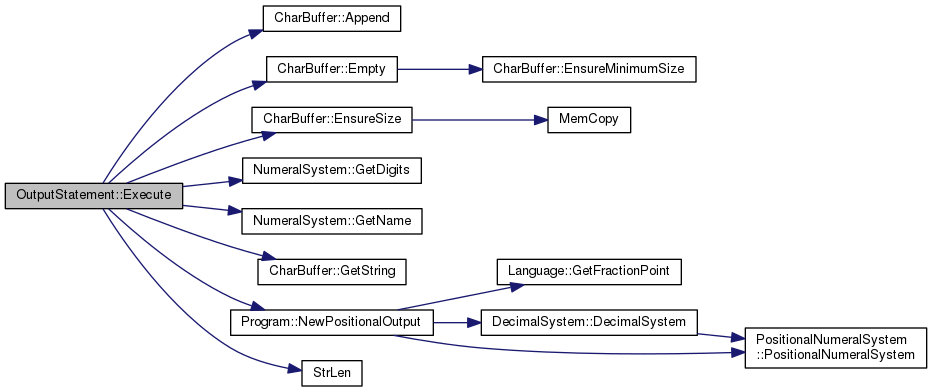 CharBuffer::Append
CharBuffer::Empty
CharBuffer::EnsureMinimumSize
CharBuffer::EnsureSize
MemCopy
NumeralSystem::GetDigits
OutputStatement::Execute
NumeralSystem::GetName
CharBuffer::GetString
Language::GetFractionPoint
Program::NewPositionalOutput
DecimalSystem::DecimalSystem
PositionalNumeralSystem
::PositionalNumeralSystem
StrLen